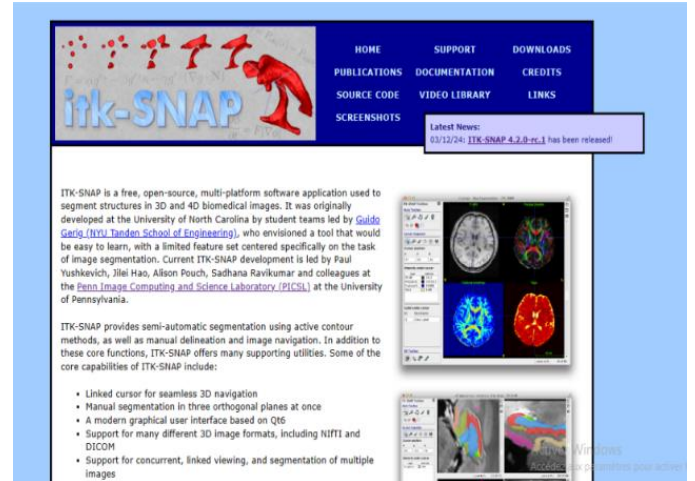 itk-SNAP
HOME SUPPORT DOWNLOADS
PUBLICATIONS DOCUMENTATION CREDITS
SOURCE CODE VIDEO LIBRARY LINKS
SCREENSHOTS
Latest News:
03/12/24: ITK-SNAP 4.2.0-rc.1 has been released!
ITK-SNAP is a free, open-source, multi-platform software application used to
segment structures in 3D and 4D biomedical images. It was originally
developed at the University of North Carolina by student teams led by Guido
Gerig (NYU Tanden School of Engineering), who envisioned a tool that would
be easy to learn, with a limited feature set centered specifically on the task
of image segmentation. Current ITK-SNAP development is led by Paul
Yushkevich, Jilei Hao, Alison Pouch, Sadhana Ravikumar and colleagues at
the Penn Image Computing and Science Laboratory (PICSL) at the University
of Pennsylvania.
ITK-SNAP provides semi-automatic segmentation using active contour
methods, as well as manual delineation and image navigation. In addition to
these core functions, ITK-SNAP offers many supporting utilities. Some of the
core capabilities of ITK-SNAP include:
• Linked cursor for seamless 3D navigation
• Manual segmentation in three orthogonal planes at once
• A modern graphical user interface based on Qt6
• Support for many different 3D image formats, including NIfTI and
DICOM
• Support for concurrent, linked viewing, and segmentation of multiple
images
Windows
Accédez aux paramètres pour activer